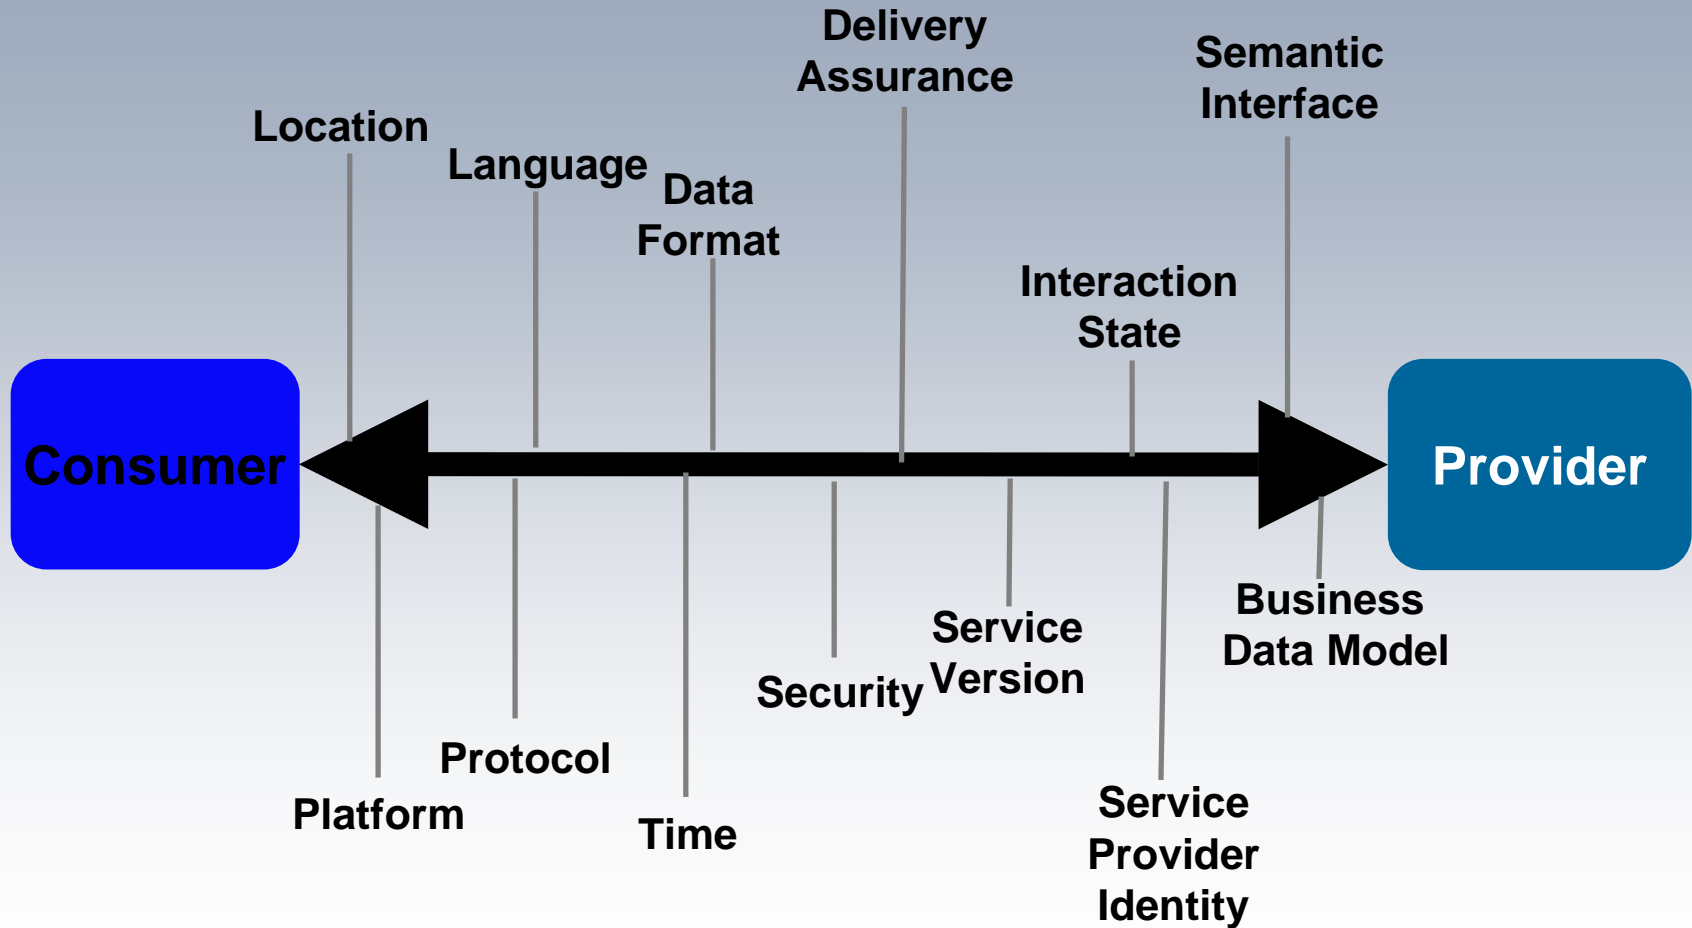 Delivery
Assurance
Semantic
Interface
Location
Language
Data
Format
Interaction
State
Consumer
Provider
Business
Data Model
Service
Version
Security
Protocol
Platform
Time
Service
Provider
Identity